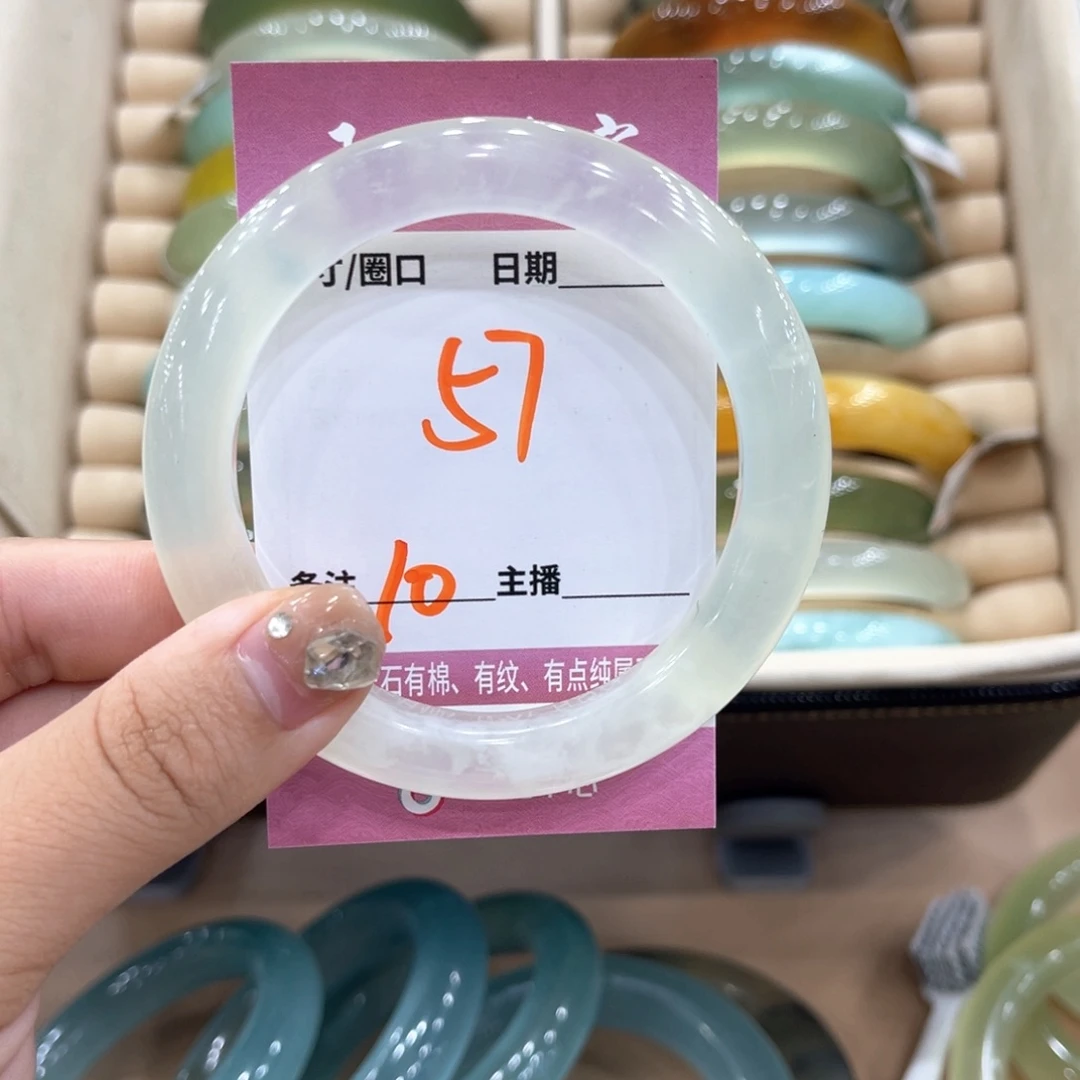 寸/圈口 日期
57
备注 10 主播
石有棉、有纹、有点纯属